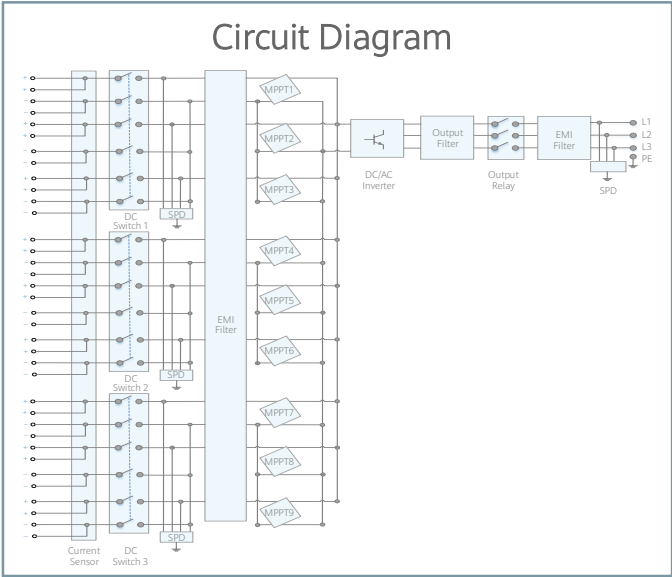 Circuit Diagram
MPPT1
MPPT2
MPPT3
MPPT4
MPPT5
MPPT6
MPPT7
MPPT8
MPPT9
SPD
DC
Switch 1
SPD
DC
Switch 2
SPD
Current
Sensor
DC
Switch 3
EMI
Filter
DC/AC
Inverter
Output
Filter
Output
Relay
EMI
Filter
SPD
L1
L2
L3
PE